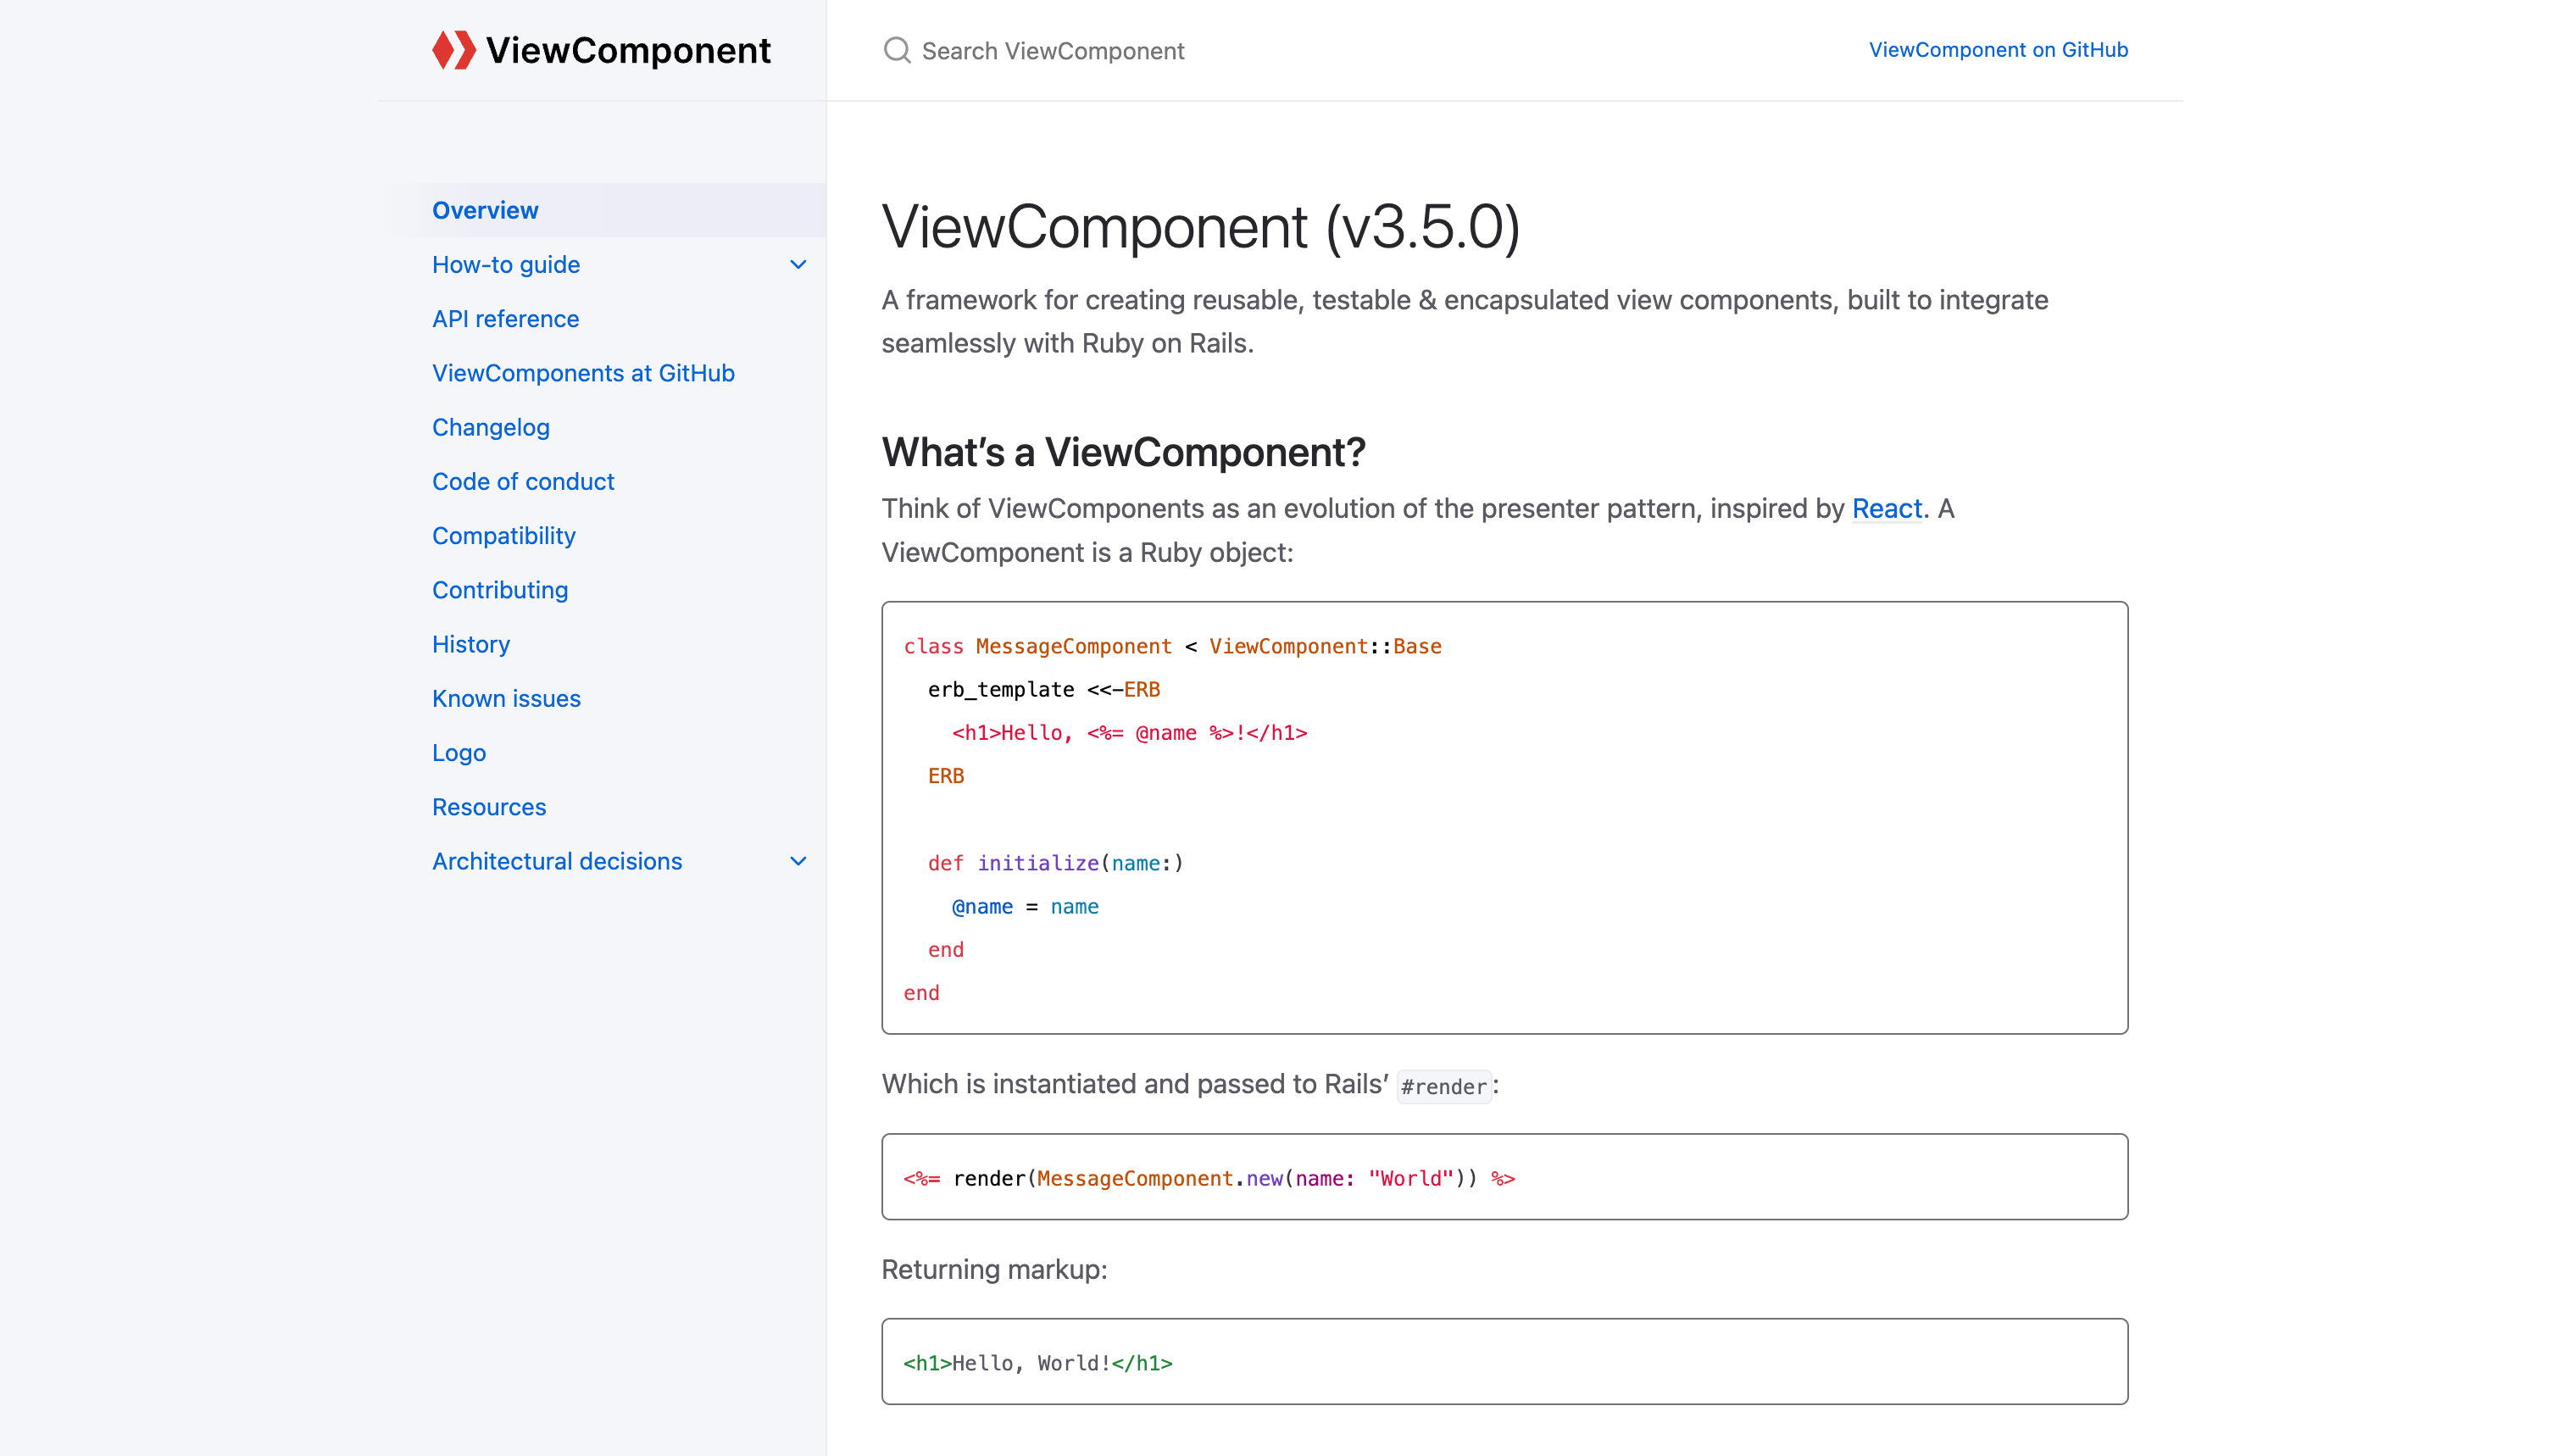 ViewComponent
Search ViewComponent
ViewComponent on GitHub
Overview
How-to guide
API reference
ViewComponents at GitHub
Changelog
Code of conduct
Compatibility
Contributing
History
Known issues
Logo
Resources
Architectural decisions
ViewComponent (v3.5.0)
A framework for creating reusable, testable & encapsulated view components, built to integrate
seamlessly with Ruby on Rails.
What’s a ViewComponent?
Think of ViewComponents as an evolution of the presenter pattern, inspired by React. A
ViewComponent is a Ruby object:
class MessageComponent < ViewComponent::Base
  erb_template <<-ERB
    <h1>Hello, <%= @name %>!</h1>
  ERB

  def initialize(name:)
    @name = name
  end
end
Which is instantiated and passed to Rails’ #render:
<%= render(MessageComponent.new(name: "World")) %>
Returning markup:
<h1>Hello, World!</h1>